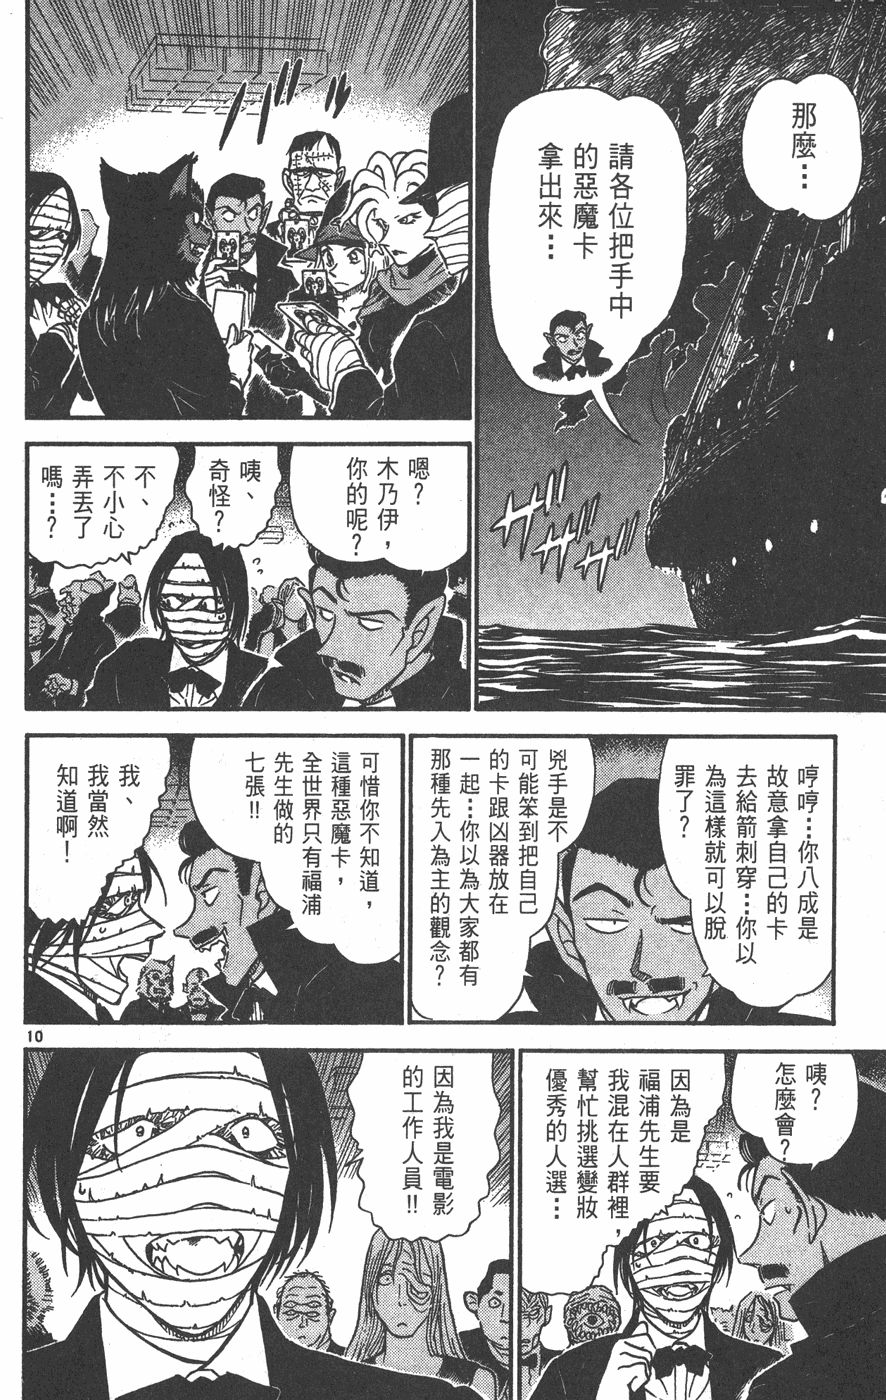 那麼⋯
請各位把手中
的惡魔卡
拿出來⋯
ザザザ
嗯？
木乃伊，
你的呢？
咦、
奇怪？
不、
不小心
弄丟了
嗎⋯？
哼哼⋯你八成是
故意拿自己的卡
去給箭刺穿⋯你以
為這樣就可以脫
罪了？
兇手是不
可能笨到把自己
的卡跟凶器放在
一起⋯你以為大家都有
那種先入為主的觀念？
可惜你不知道，
這種惡魔卡，
全世界只有福浦
先生做的
七張!!
我、
我當然
知道啊！
10
咦？
怎麼會？
因為是
福浦先生要
我混在人群裡，
幫忙挑選變妝
優秀的人選⋯
因為我是電影
的工作人員!!